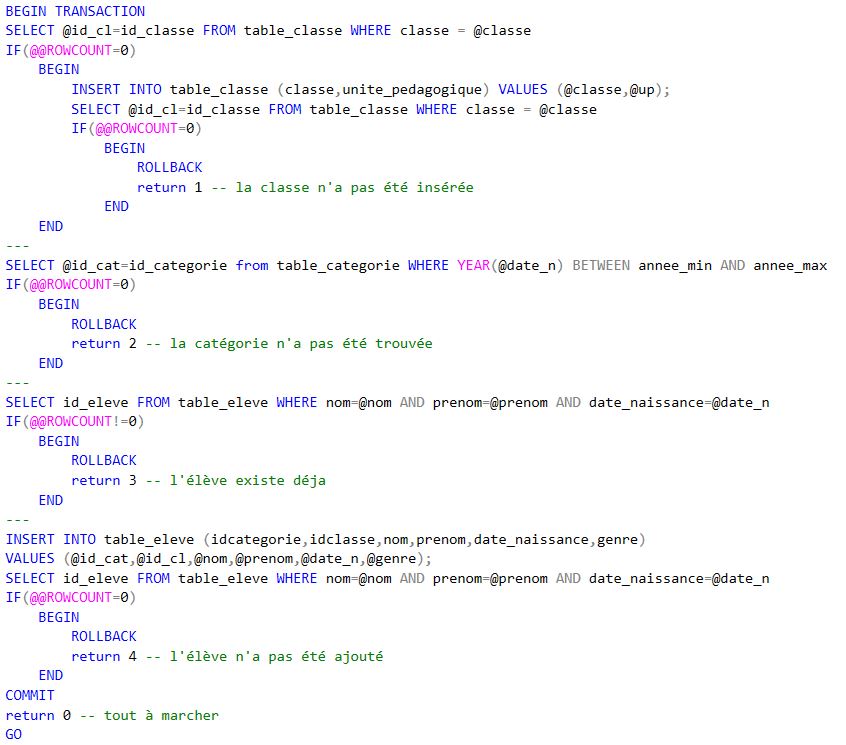 BEGIN TRANSACTION
SELECT @id_cl=id_classe FROM table_classe WHERE classe = @classe
IF(@@ROWCOUNT=0)
    BEGIN
        INSERT INTO table_classe (classe,unite_pedagogique) VALUES (@classe,@up);
        SELECT @id_cl=id_classe FROM table_classe WHERE classe = @classe
        IF(@@ROWCOUNT=0)
            BEGIN
                ROLLBACK
                return 1 -- la classe n'a pas été insérée
            END
    END
---
SELECT @id_cat=id_categorie from table_categorie WHERE YEAR(@date_n) BETWEEN annee_min AND annee_max
IF(@@ROWCOUNT=0)
    BEGIN
        ROLLBACK
        return 2 -- la catégorie n'a pas été trouvée
    END
---
SELECT id_eleve FROM table_eleve WHERE nom=@nom AND prenom=@prenom AND date_naissance=@date_n
IF(@@ROWCOUNT!=0)
    BEGIN
        ROLLBACK
        return 3 -- l'élève existe déja
    END
---
INSERT INTO table_eleve (idcategorie,idclasse,nom,prenom,date_naissance,genre)
VALUES (@id_cat,@id_cl,@nom,@prenom,@date_n,@genre);
SELECT id_eleve FROM table_eleve WHERE nom=@nom AND prenom=@prenom AND date_naissance=@date_n
IF(@@ROWCOUNT=0)
    BEGIN
        ROLLBACK
        return 4 -- l'élève n'a pas été ajouté
    END
COMMIT
return 0 -- tout à marcher
GO